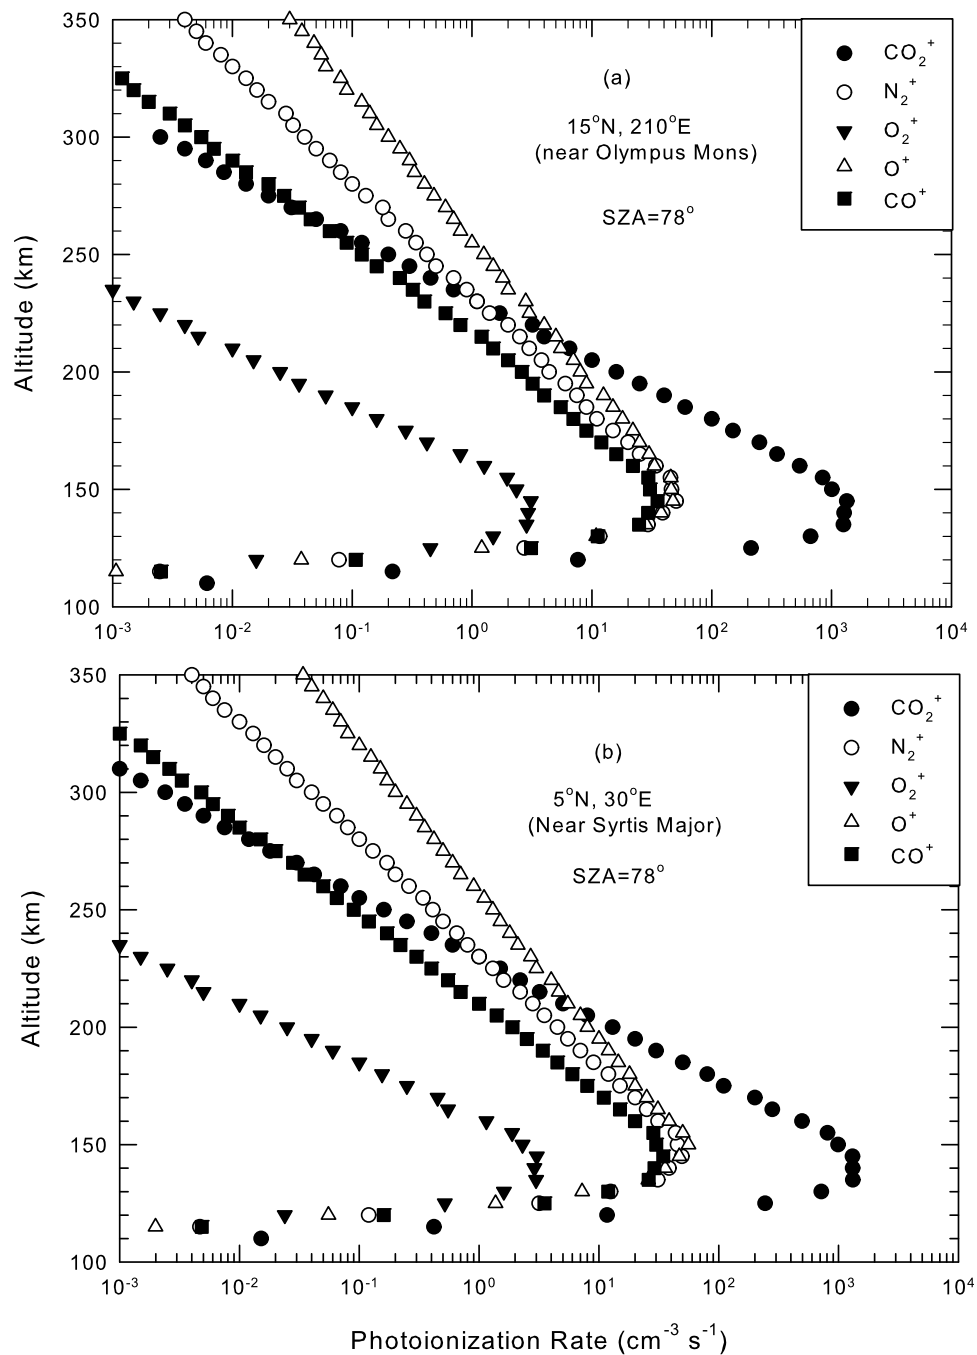 350
300
250
200
150
100
Altitude (km)
(a)
15°N, 210°E
(near Olympus Mons)
SZA=78°
CO₂⁺
N₂⁺
O₂⁺
O⁺
CO⁺
10⁻³ 10⁻² 10⁻¹ 10⁰ 10¹ 10² 10³ 10⁴
350
300
250
200
150
100
Altitude (km)
(b)
5°N, 30°E
(Near Syrtis Major)
SZA=78°
CO₂⁺
N₂⁺
O₂⁺
O⁺
CO⁺
10⁻³ 10⁻² 10⁻¹ 10⁰ 10¹ 10² 10³ 10⁴
Photoionization Rate (cm⁻³ s⁻¹)